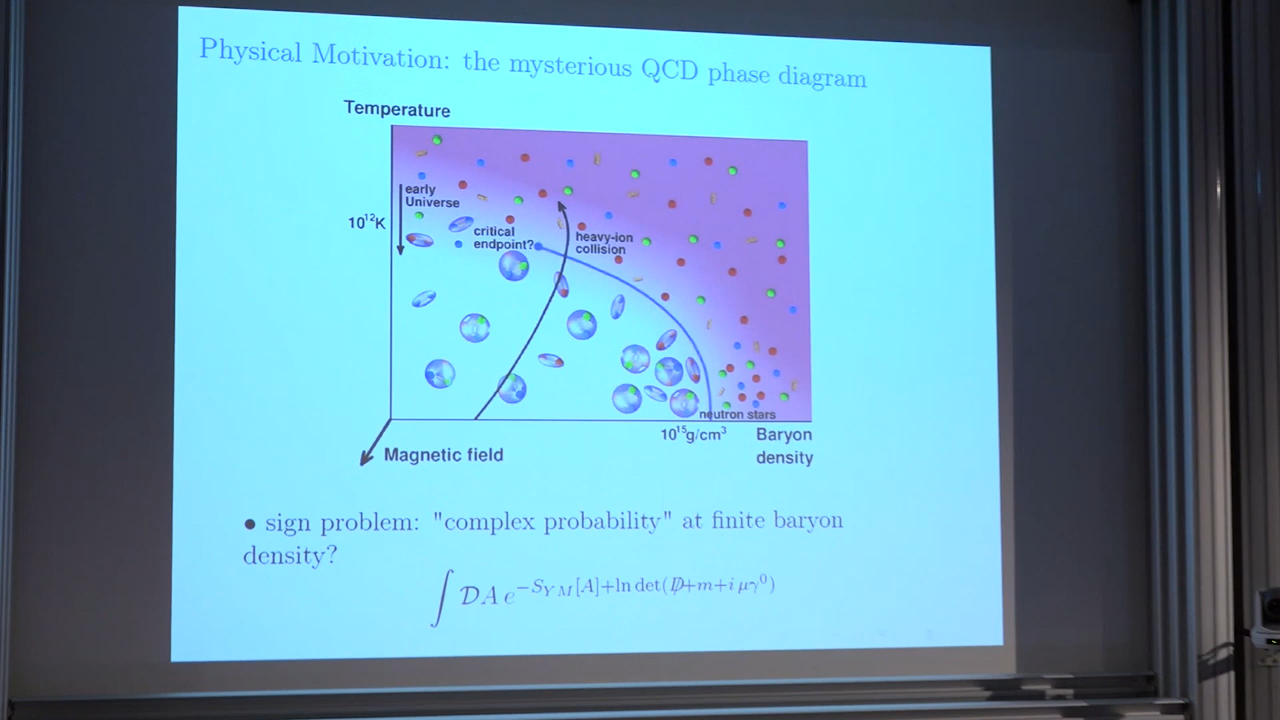 Physical Motivation: the mysterious QCD phase diagram
Temperature
early
Universe
10¹²K
critical
endpoint?
heavy-ion
collision
neutron stars
10¹⁵g/cm³
Baryon
density
Magnetic field
• sign problem: "complex probability" at finite baryon
density?
∫ 𝒟A e^{−S_{YM}[A]+ln det(D̸+m+i μγ⁰)}